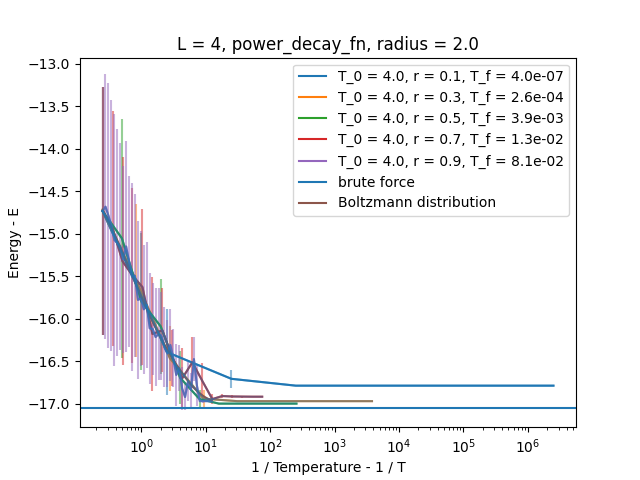 L = 4, power_decay_fn, radius = 2.0
−13.0
−13.5
−14.0
−14.5
−15.0
−15.5
−16.0
−16.5
−17.0
Energy - E
T_0 = 4.0, r = 0.1, T_f = 4.0e-07
T_0 = 4.0, r = 0.3, T_f = 2.6e-04
T_0 = 4.0, r = 0.5, T_f = 3.9e-03
T_0 = 4.0, r = 0.7, T_f = 1.3e-02
T_0 = 4.0, r = 0.9, T_f = 8.1e-02
brute force
Boltzmann distribution
10⁰ 10¹ 10² 10³ 10⁴ 10⁵ 10⁶
1 / Temperature - 1 / T